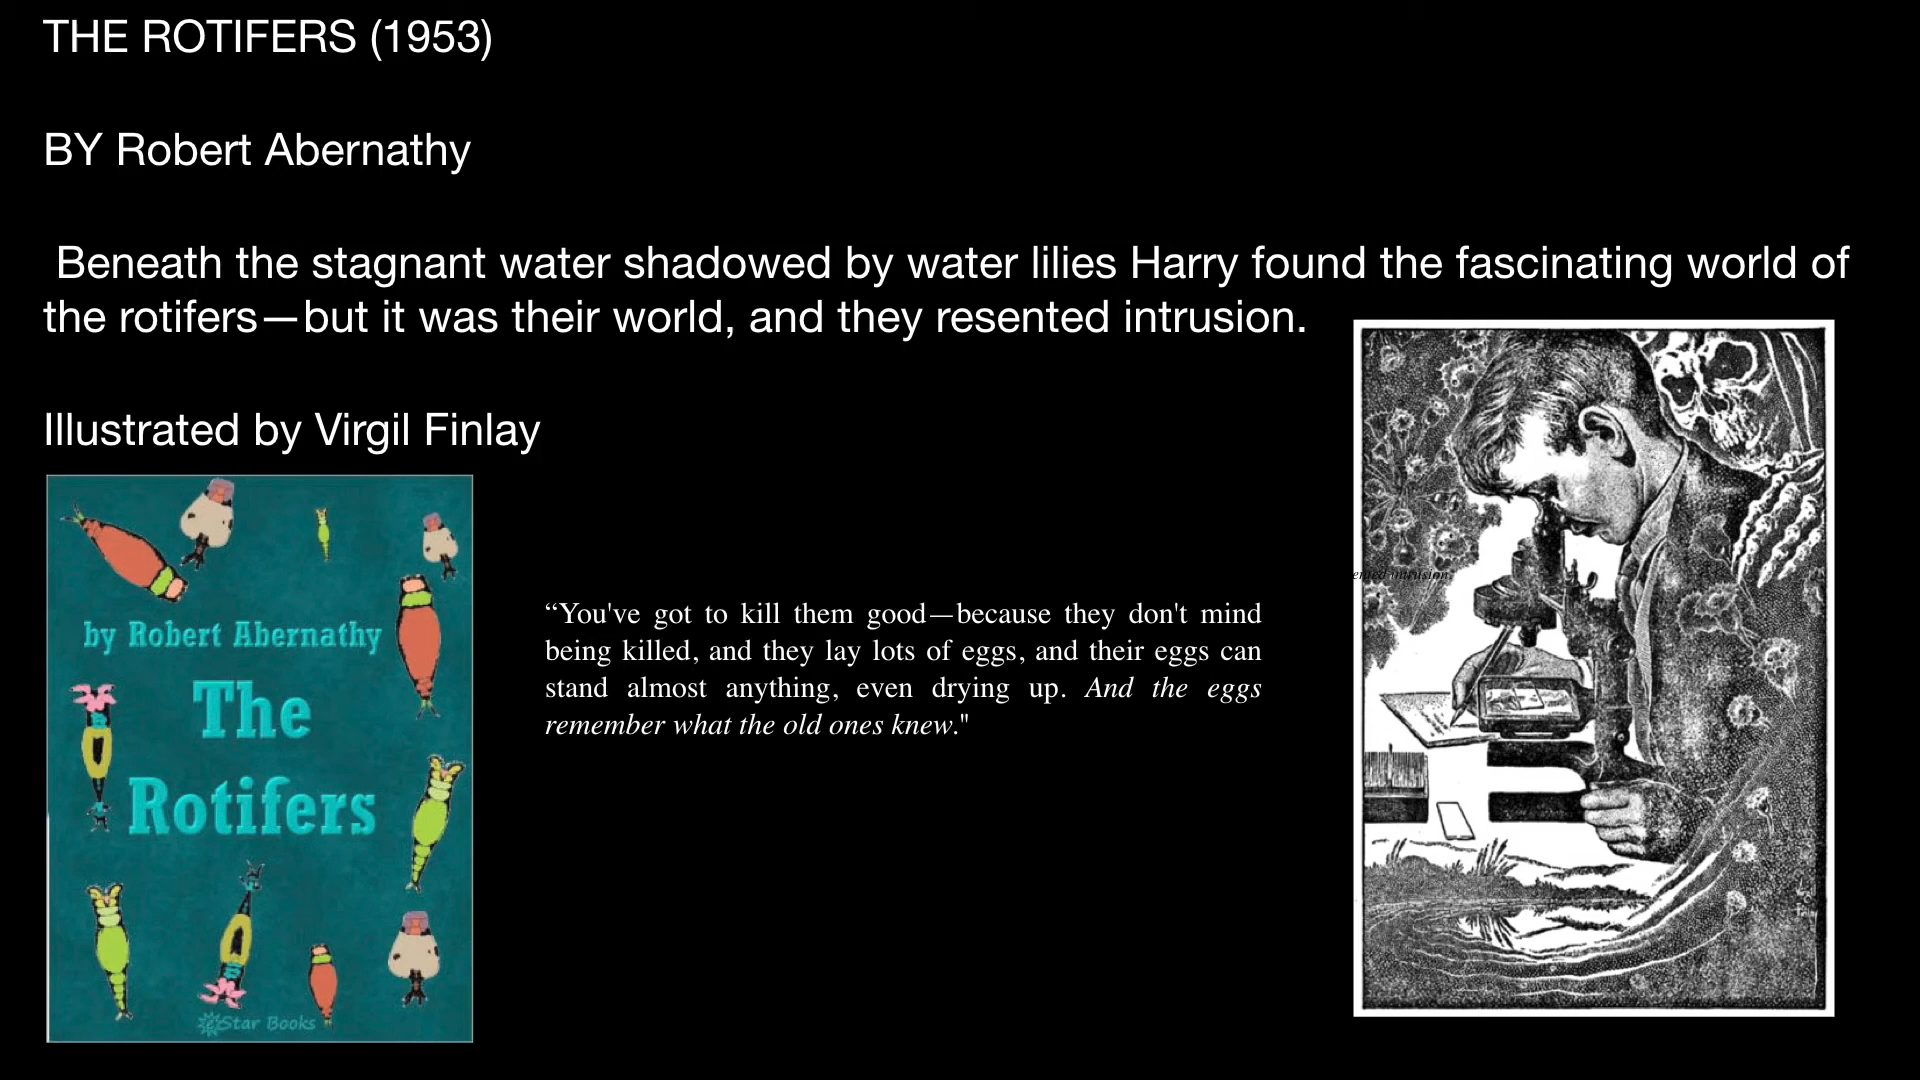 THE ROTIFERS (1953)
BY Robert Abernathy
Beneath the stagnant water shadowed by water lilies Harry found the fascinating world of
the rotifers—but it was their world, and they resented intrusion.
Illustrated by Virgil Finlay
by Robert Abernathy
The
Rotifers
eStar Books
“You've got to kill them good—because they don't mind
being killed, and they lay lots of eggs, and their eggs can
stand almost anything, even drying up. And the eggs
remember what the old ones knew."
intrusion.